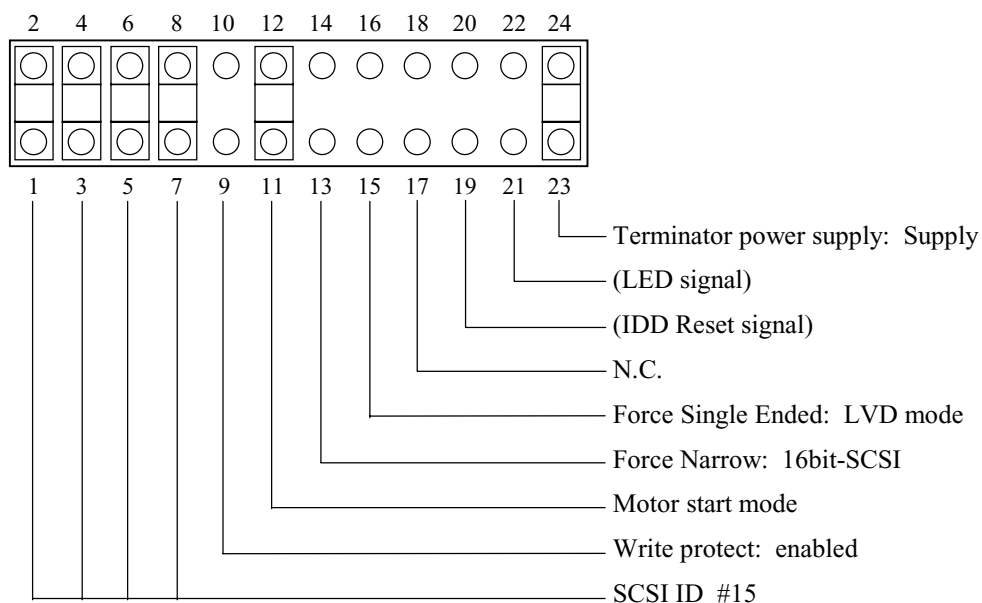 2 4 6 8 10 12 14 16 18 20 22 24
1 3 5 7 9 11 13 15 17 19 21 23
Terminator power supply: Supply
(LED signal)
(IDD Reset signal)
N.C.
Force Single Ended: LVD mode
Force Narrow: 16bit-SCSI
Motor start mode
Write protect: enabled
SCSI ID #15